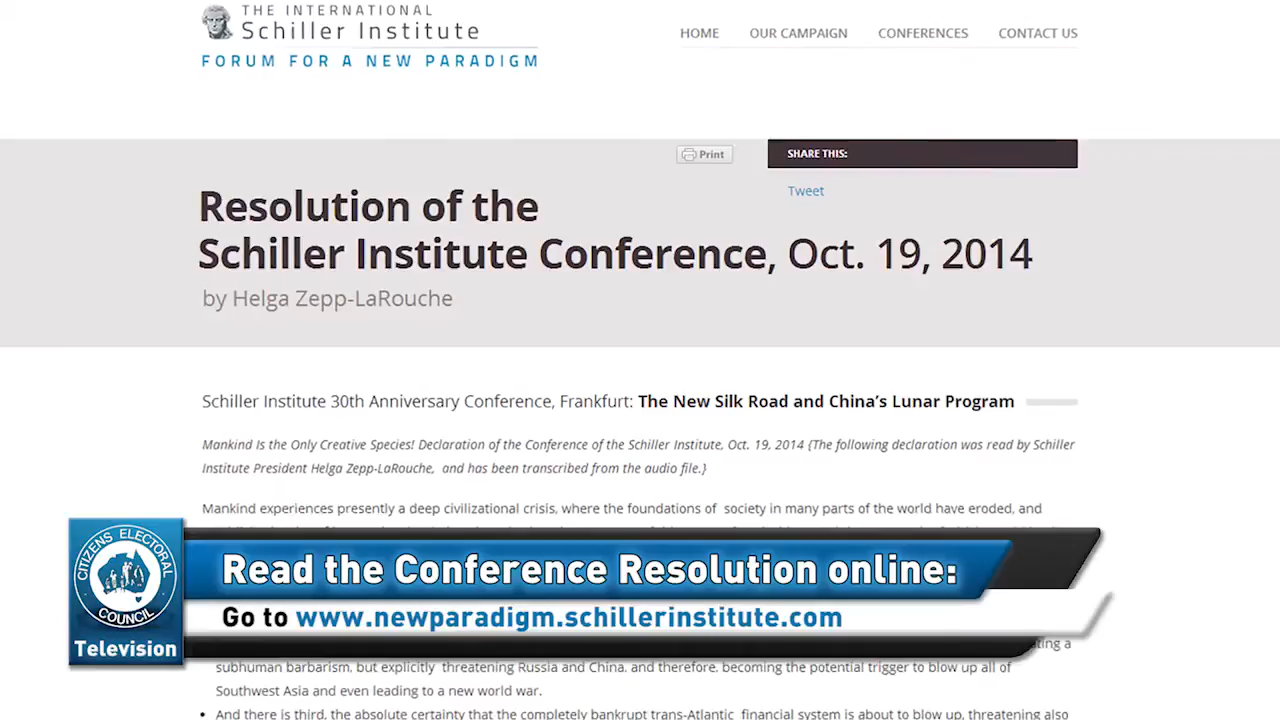 THE INTERNATIONAL
Schiller Institute
FORUM FOR A NEW PARADIGM
HOME OUR CAMPAIGN CONFERENCES CONTACT US
Print
SHARE THIS:
Tweet
Resolution of the
Schiller Institute Conference, Oct. 19, 2014
by Helga Zepp-LaRouche
Schiller Institute 30th Anniversary Conference, Frankfurt: The New Silk Road and China's Lunar Program
Mankind Is the Only Creative Species! Declaration of the Conference of the Schiller Institute, Oct. 19, 2014 {The following declaration was read by Schiller
Institute President Helga Zepp-LaRouche, and has been transcribed from the audio file.}
Mankind experiences presently a deep civilizational crisis, where the foundations of society in many parts of the world have eroded, and
CITIZENS ELECTORAL
COUNCIL
Television
Read the Conference Resolution online:
Go to www.newparadigm.schillerinstitute.com
a
subhuman barbarism, but explicitly threatening Russia and China, and therefore, becoming the potential trigger to blow up all of
Southwest Asia and even leading to a new world war.
• And there is third, the absolute certainty that the completely bankrupt trans-Atlantic financial system is about to blow up, threatening also